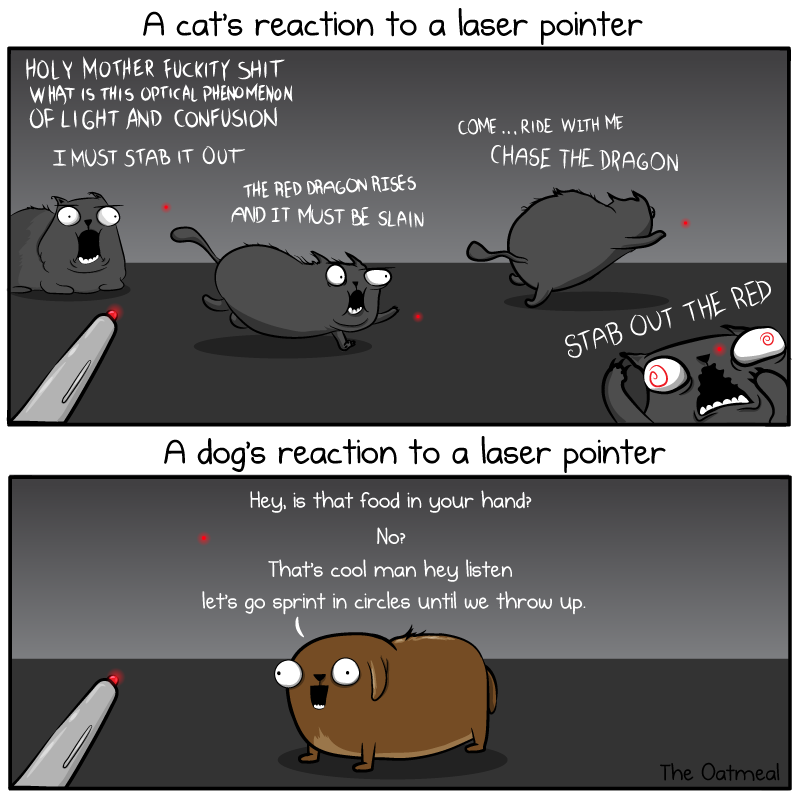 A cat's reaction to a laser pointer
HOLY MOTHER FUCKITY SHIT
WHAT IS THIS OPTICAL PHENOMENON
OF LIGHT AND CONFUSION
I MUST STAB IT OUT
THE RED DRAGON RISES
AND IT MUST BE SLAIN
COME...RIDE WITH ME
CHASE THE DRAGON
STAB OUT THE RED
A dog's reaction to a laser pointer
Hey, is that food in your hand?
No?
That's cool man hey listen
let's go sprint in circles until we throw up.
The Oatmeal